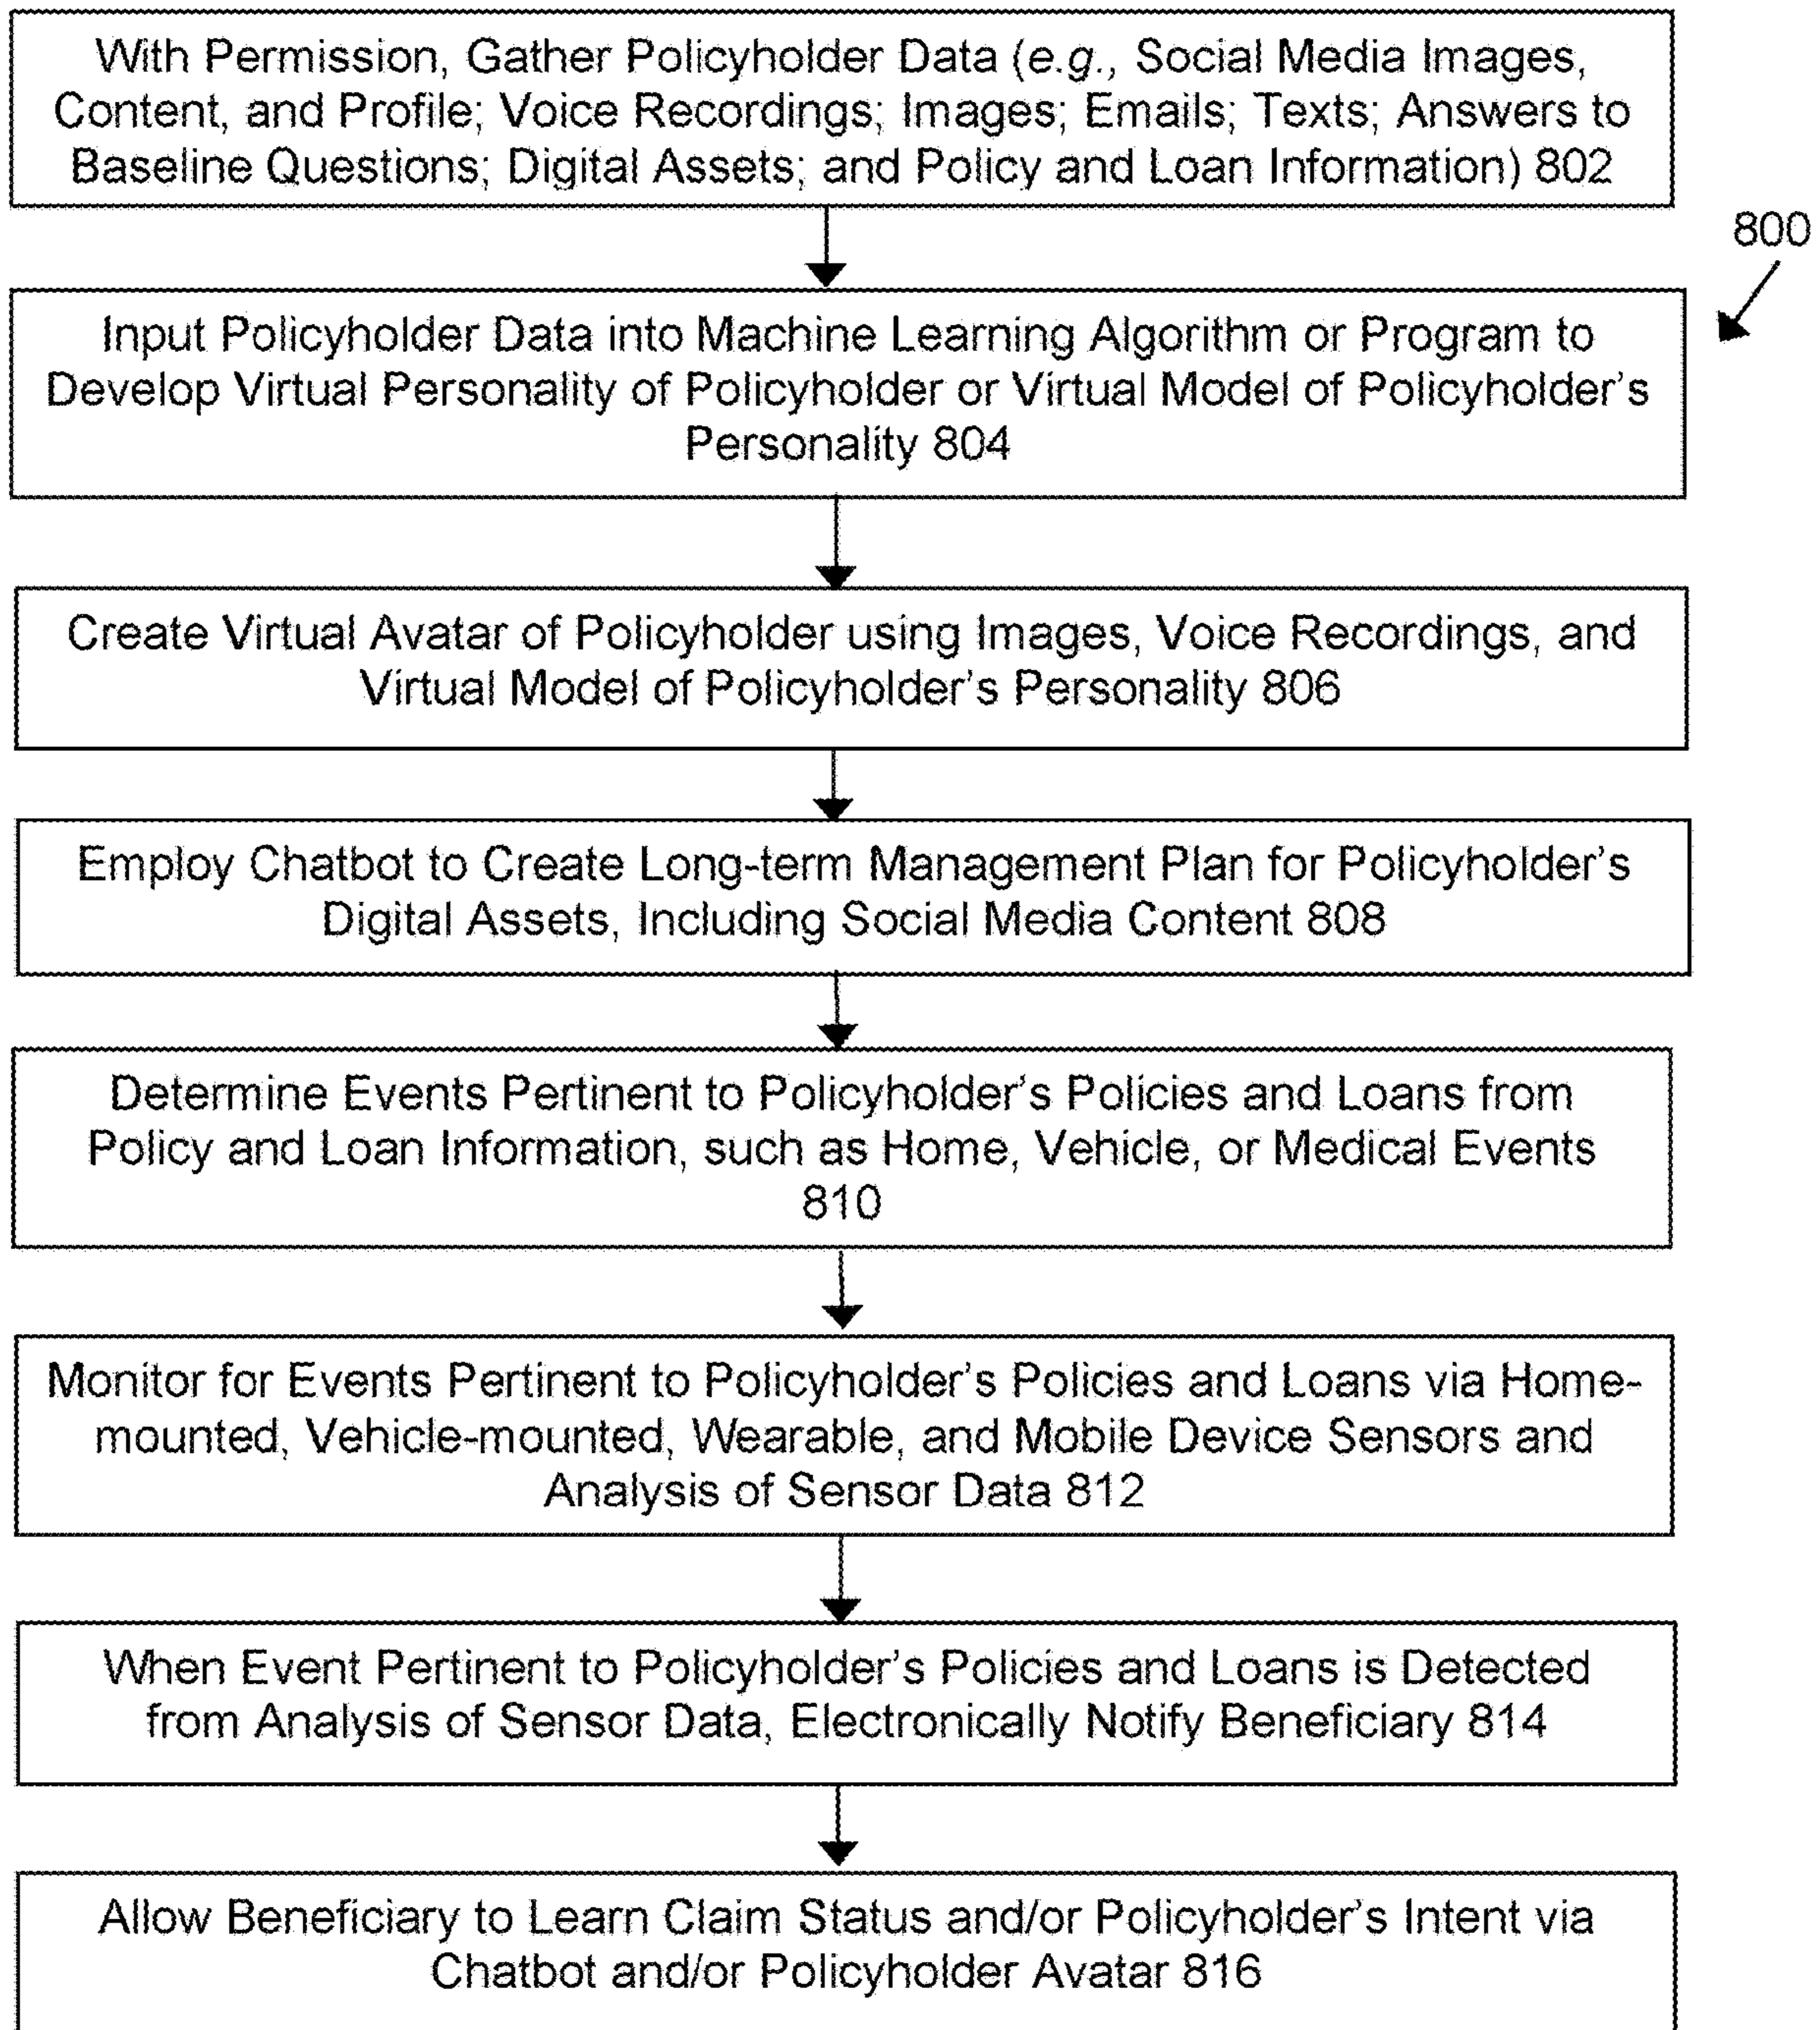 With Permission, Gather Policyholder Data (e.g., Social Media Images,
Content, and Profile; Voice Recordings; Images; Emails; Texts; Answers to
Baseline Questions; Digital Assets; and Policy and Loan Information) 802
800
Input Policyholder Data into Machine Learning Algorithm or Program to
Develop Virtual Personality of Policyholder or Virtual Model of Policyholder's
Personality 804
Create Virtual Avatar of Policyholder using Images, Voice Recordings, and
Virtual Model of Policyholder's Personality 806
Employ Chatbot to Create Long-term Management Plan for Policyholder's
Digital Assets, Including Social Media Content 808
Determine Events Pertinent to Policyholder's Policies and Loans from
Policy and Loan Information, such as Home, Vehicle, or Medical Events
810
Monitor for Events Pertinent to Policyholder's Policies and Loans via Home-
mounted, Vehicle-mounted, Wearable, and Mobile Device Sensors and
Analysis of Sensor Data 812
When Event Pertinent to Policyholder's Policies and Loans is Detected
from Analysis of Sensor Data, Electronically Notify Beneficiary 814
Allow Beneficiary to Learn Claim Status and/or Policyholder's Intent via
Chatbot and/or Policyholder Avatar 816